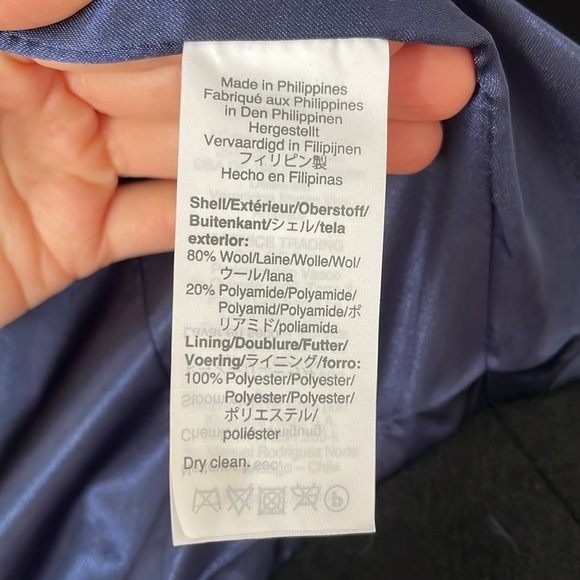 Made in Philippines
Fabriqué aux Philippines
in Den Philippinen
Hergestellt
Vervaardigd in Filipijnen
フィリピン製
Hecho en Filipinas
Shell/Extérieur/Oberstoff/
Buitenkant/シェル/tela
exterior:
80% Wool/Laine/Wolle/Wol/
ウール/lana
20% Polyamide/Polyamide/
Polyamid/Polyamide/ポ
リアミド/poliamida
Lining/Doublure/Futter/
Voering/ライニング/forro:
100% Polyester/Polyester/
Polyester/Polyester/
ポリエステル/
poliéster
Dry clean.